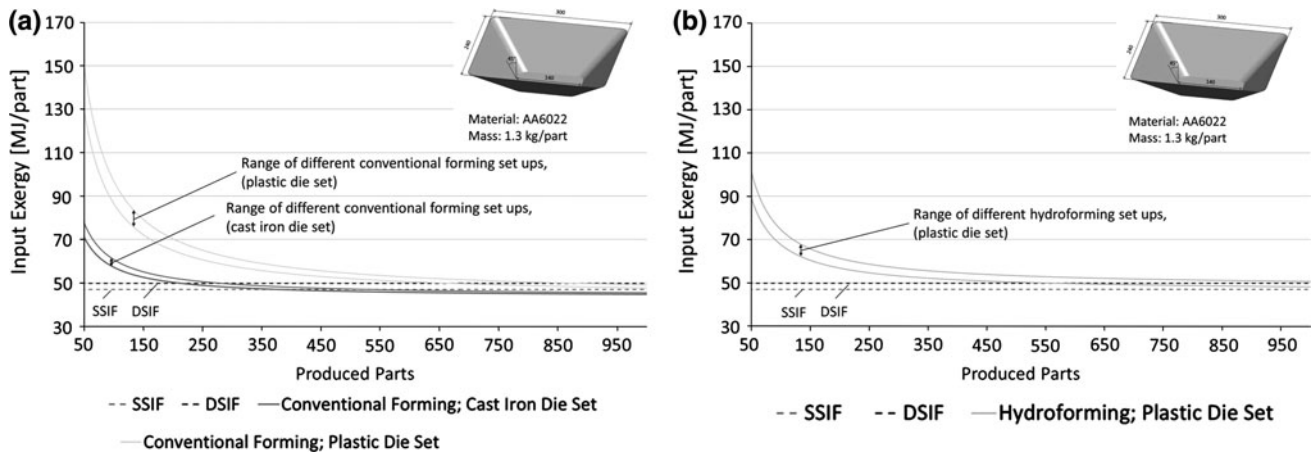 (a)
Input Exergy [MJ/part]
170
150
130
110
90
70
50
30
50
150
250
350
450
550
650
750
850
950
Produced Parts
300
240
45°
140
Material: AA6022
Mass: 1.3 kg/part
Range of different conventional forming set ups,
(plastic die set)
Range of different conventional forming set ups,
(cast iron die set)
SSIF
DSIF
SSIF
DSIF
Conventional Forming; Cast Iron Die Set
Conventional Forming; Plastic Die Set
(b)
Input Exergy [MJ/part]
170
150
130
110
90
70
50
30
50
150
250
350
450
550
650
750
850
950
Produced Parts
300
240
45°
140
Material: AA6022
Mass: 1.3 kg/part
Range of different hydroforming set ups,
(plastic die set)
SSIF
DSIF
SSIF
DSIF
Hydroforming; Plastic Die Set